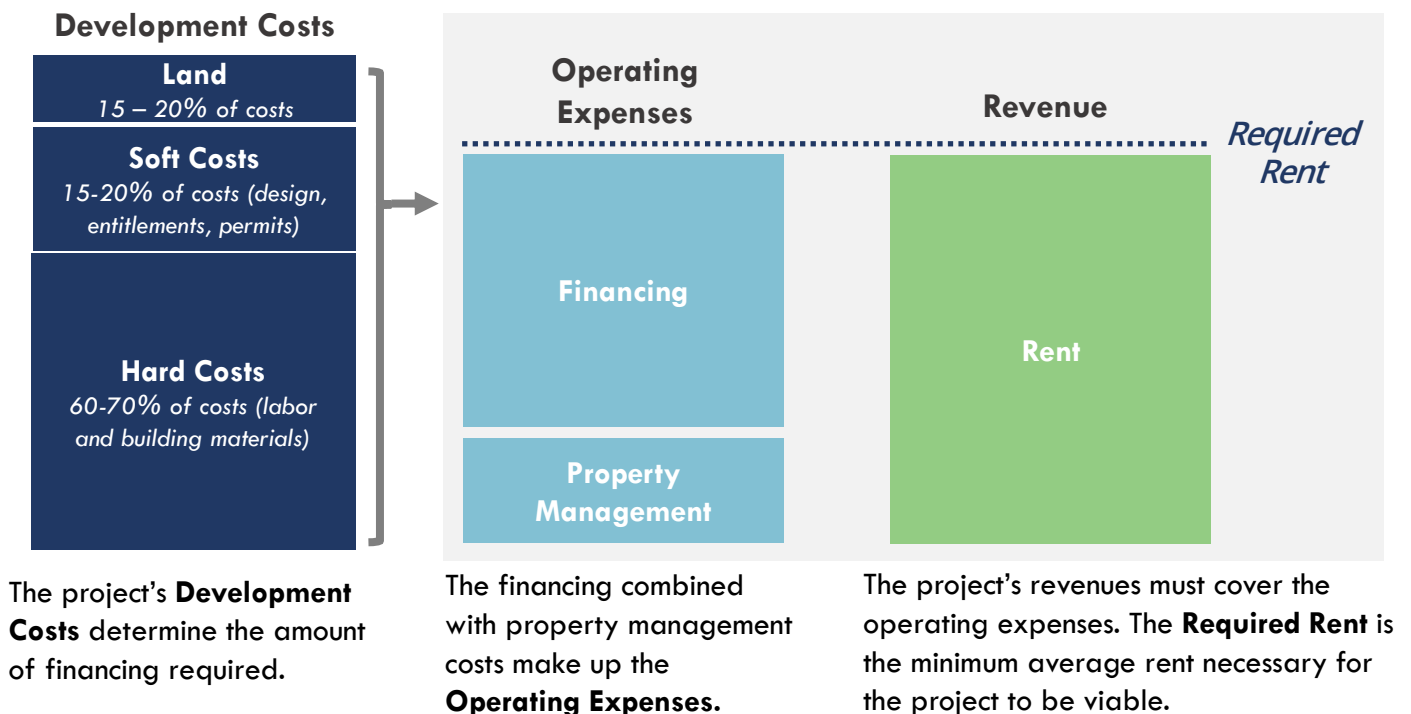 Development Costs
Land
15 – 20% of costs
Soft Costs
15-20% of costs (design,
entitlements, permits)
Hard Costs
60-70% of costs (labor
and building materials)
The project’s Development
Costs determine the amount
of financing required.
Operating
Expenses
Financing
Property
Management
The financing combined
with property management
costs make up the
Operating Expenses.
Revenue
Required
Rent
Rent
The project’s revenues must cover the
operating expenses. The Required Rent is
the minimum average rent necessary for
the project to be viable.